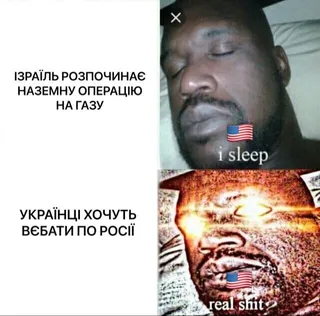 ІЗРАЇЛЬ РОЗПОЧИНАЄ
НАЗЕМНУ ОПЕРАЦІЮ
НА ГАЗУ
i sleep
УКРАЇНЦІ ХОЧУТЬ
ВЄБАТИ ПО РОСІЇ
real shit?